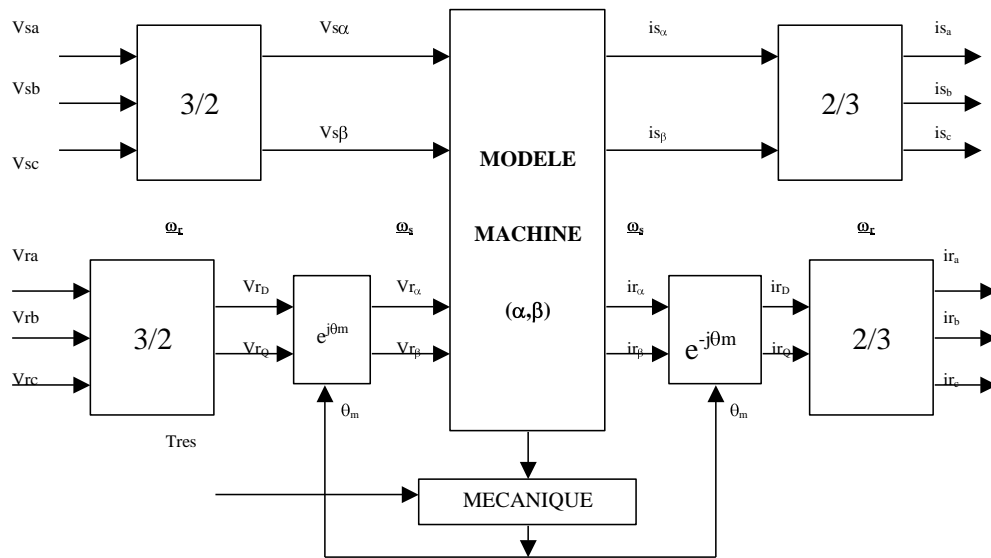 Vsa Vsα isα isa
Vsb
3/2 2/3 isb
Vsc Vsβ isβ isc
MODELE
ωr ωs MACHINE ωs ωr
Vra VrD Vrα (α,β) irα irD ira
Vrb 3/2 ejθm e-jθm 2/3 irb
Vrc VrQ Vrβ irβ irQ irc
θm θm
Tres
MECANIQUE